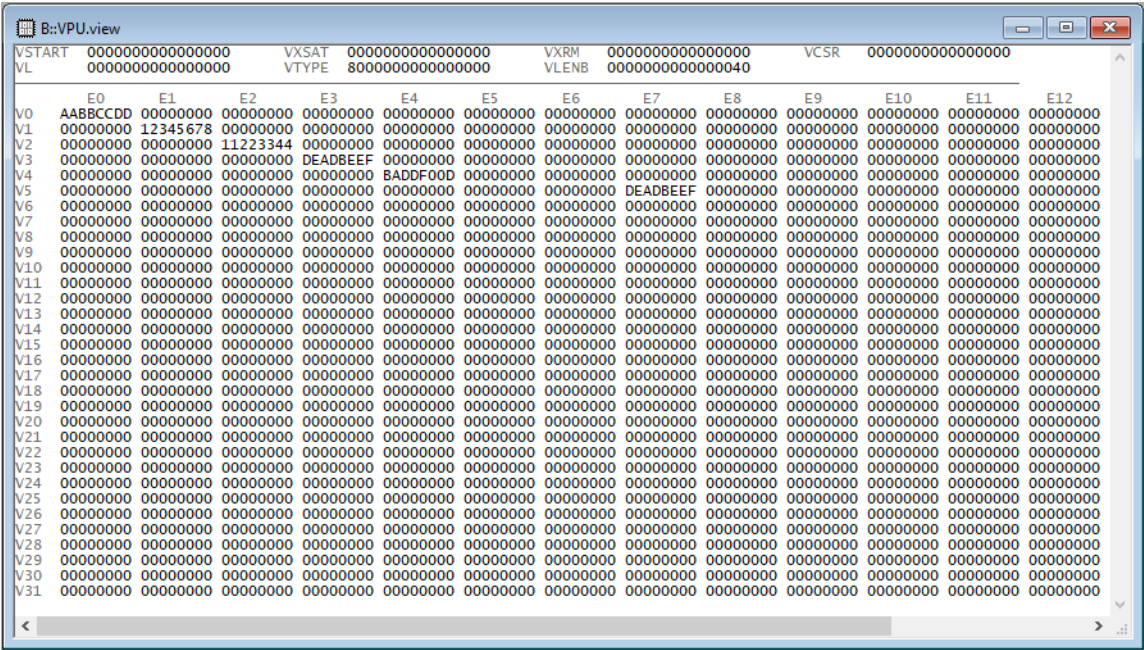 B::VPU.view
VSTART 0000000000000000 VXSAT 0000000000000000 VXRM 0000000000000000 VCSR 0000000000000000
VL 0000000000000000 VTYPE 8000000000000000 VLENB 0000000000000040
E0 E1 E2 E3 E4 E5 E6 E7 E8 E9 E10 E11 E12
V0 AABBCCDD 00000000 00000000 00000000 00000000 00000000 00000000 00000000 00000000 00000000 00000000 00000000 00000000
V1 00000000 12345678 00000000 00000000 00000000 00000000 00000000 00000000 00000000 00000000 00000000 00000000 00000000
V2 00000000 00000000 11223344 00000000 00000000 00000000 00000000 00000000 00000000 00000000 00000000 00000000 00000000
V3 00000000 00000000 00000000 DEADBEEF 00000000 00000000 00000000 00000000 00000000 00000000 00000000 00000000 00000000
V4 00000000 00000000 00000000 00000000 BADDF00D 00000000 00000000 00000000 00000000 00000000 00000000 00000000 00000000
V5 00000000 00000000 00000000 00000000 00000000 00000000 00000000 DEADBEEF 00000000 00000000 00000000 00000000 00000000
V6 00000000 00000000 00000000 00000000 00000000 00000000 00000000 00000000 00000000 00000000 00000000 00000000 00000000
V7 00000000 00000000 00000000 00000000 00000000 00000000 00000000 00000000 00000000 00000000 00000000 00000000 00000000
V8 00000000 00000000 00000000 00000000 00000000 00000000 00000000 00000000 00000000 00000000 00000000 00000000 00000000
V9 00000000 00000000 00000000 00000000 00000000 00000000 00000000 00000000 00000000 00000000 00000000 00000000 00000000
V10 00000000 00000000 00000000 00000000 00000000 00000000 00000000 00000000 00000000 00000000 00000000 00000000 00000000
V11 00000000 00000000 00000000 00000000 00000000 00000000 00000000 00000000 00000000 00000000 00000000 00000000 00000000
V12 00000000 00000000 00000000 00000000 00000000 00000000 00000000 00000000 00000000 00000000 00000000 00000000 00000000
V13 00000000 00000000 00000000 00000000 00000000 00000000 00000000 00000000 00000000 00000000 00000000 00000000 00000000
V14 00000000 00000000 00000000 00000000 00000000 00000000 00000000 00000000 00000000 00000000 00000000 00000000 00000000
V15 00000000 00000000 00000000 00000000 00000000 00000000 00000000 00000000 00000000 00000000 00000000 00000000 00000000
V16 00000000 00000000 00000000 00000000 00000000 00000000 00000000 00000000 00000000 00000000 00000000 00000000 00000000
V17 00000000 00000000 00000000 00000000 00000000 00000000 00000000 00000000 00000000 00000000 00000000 00000000 00000000
V18 00000000 00000000 00000000 00000000 00000000 00000000 00000000 00000000 00000000 00000000 00000000 00000000 00000000
V19 00000000 00000000 00000000 00000000 00000000 00000000 00000000 00000000 00000000 00000000 00000000 00000000 00000000
V20 00000000 00000000 00000000 00000000 00000000 00000000 00000000 00000000 00000000 00000000 00000000 00000000 00000000
V21 00000000 00000000 00000000 00000000 00000000 00000000 00000000 00000000 00000000 00000000 00000000 00000000 00000000
V22 00000000 00000000 00000000 00000000 00000000 00000000 00000000 00000000 00000000 00000000 00000000 00000000 00000000
V23 00000000 00000000 00000000 00000000 00000000 00000000 00000000 00000000 00000000 00000000 00000000 00000000 00000000
V24 00000000 00000000 00000000 00000000 00000000 00000000 00000000 00000000 00000000 00000000 00000000 00000000 00000000
V25 00000000 00000000 00000000 00000000 00000000 00000000 00000000 00000000 00000000 00000000 00000000 00000000 00000000
V26 00000000 00000000 00000000 00000000 00000000 00000000 00000000 00000000 00000000 00000000 00000000 00000000 00000000
V27 00000000 00000000 00000000 00000000 00000000 00000000 00000000 00000000 00000000 00000000 00000000 00000000 00000000
V28 00000000 00000000 00000000 00000000 00000000 00000000 00000000 00000000 00000000 00000000 00000000 00000000 00000000
V29 00000000 00000000 00000000 00000000 00000000 00000000 00000000 00000000 00000000 00000000 00000000 00000000 00000000
V30 00000000 00000000 00000000 00000000 00000000 00000000 00000000 00000000 00000000 00000000 00000000 00000000 00000000
V31 00000000 00000000 00000000 00000000 00000000 00000000 00000000 00000000 00000000 00000000 00000000 00000000 00000000